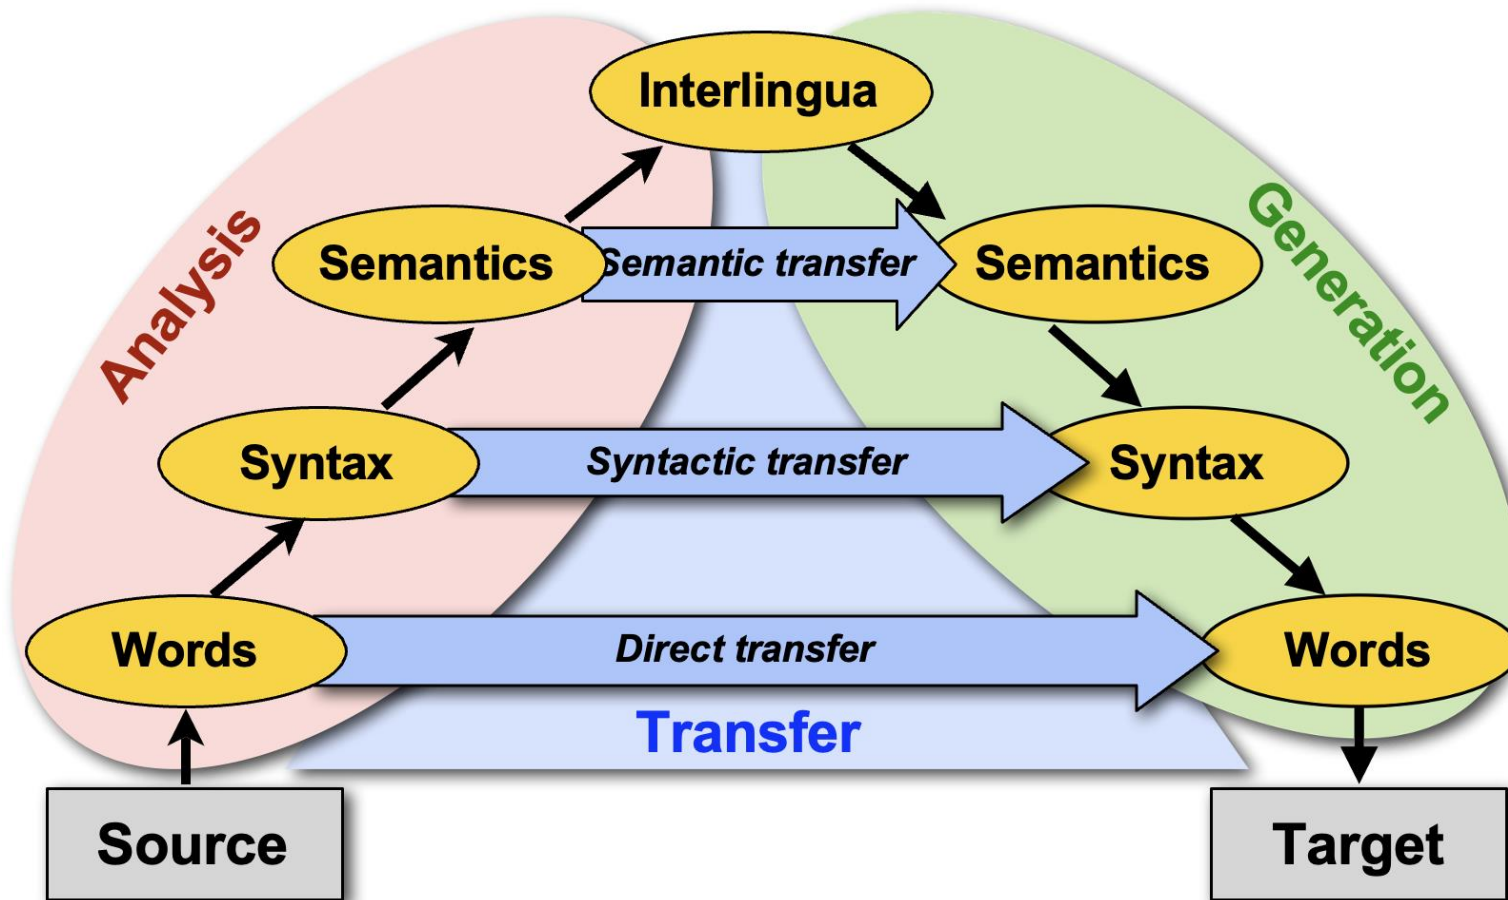 Interlingua
Analysis
Generation
Semantics
Semantic transfer
Semantics
Syntax
Syntactic transfer
Syntax
Words
Direct transfer
Words
Transfer
Source
Target